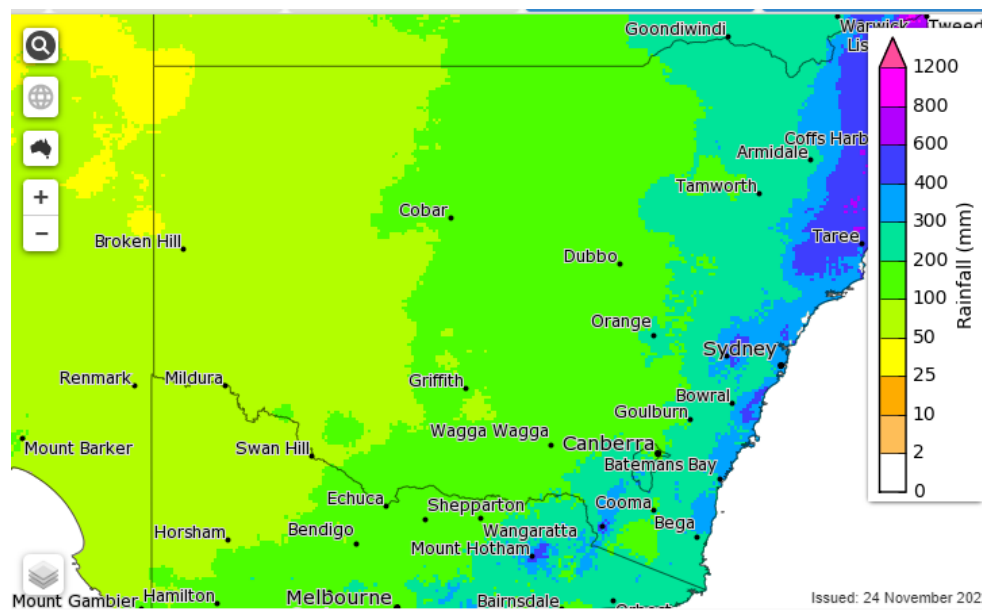 Goondiwindi
Warwick
Tweed
Lis
1200
800
Coffs Harb
Armidale
600
Tamworth
400
Cobar
300
Taree
Broken Hill
Dubbo
200
Rainfall (mm)
100
Orange
50
Sydney
Renmark
Mildura
Griffith
25
Bowral
Goulburn
10
Wagga Wagga
Canberra
Mount Barker
Swan Hill
2
Batemans Bay
0
Echuca
Shepparton
Cooma
Bega
Horsham
Bendigo
Wangaratta
Mount Hotham
Mount Gambier
Hamilton
Melbourne
Bairnsdale
Issued: 24 November 202
+
−